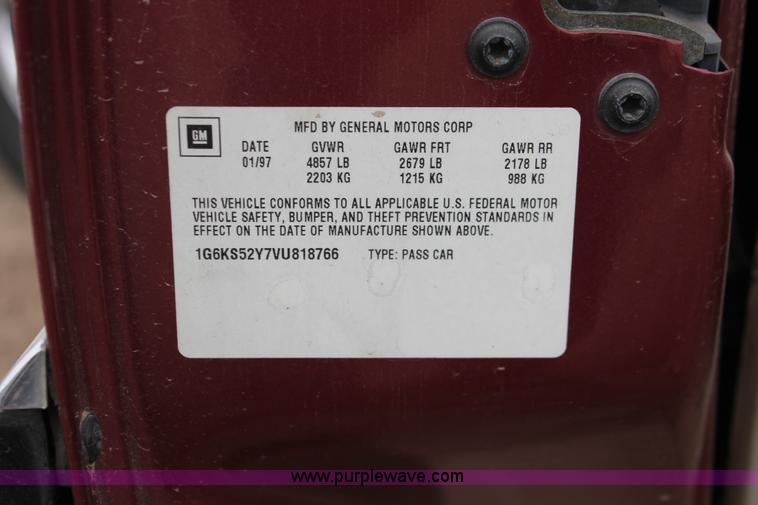 GM
MFD BY GENERAL MOTORS CORP
DATE GVWR GAWR FRT GAWR RR
01/97 4857 LB 2679 LB 2178 LB
2203 KG 1215 KG 988 KG
THIS VEHICLE CONFORMS TO ALL APPLICABLE U.S. FEDERAL MOTOR
VEHICLE SAFETY, BUMPER, AND THEFT PREVENTION STANDARDS IN
EFFECT ON THE DATE OF MANUFACTURE SHOWN ABOVE.
1G6KS52Y7VU818766 TYPE: PASS CAR
www.purplewave.com